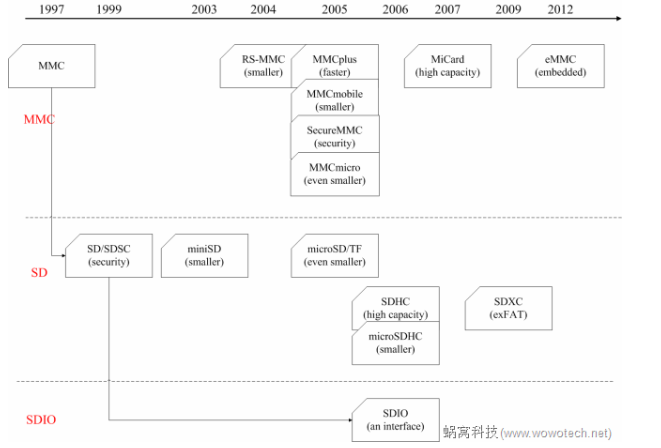 1997 1999 2003 2004 2005 2006 2007 2009 2012
MMC
RS-MMC
(smaller)
MMCplus
(faster)
MiCard
(high capacity)
eMMC
(embedded)
MMCmobile
(smaller)
MMC
SecureMMC
(security)
MMCmicro
(even smaller)
SD/SDSC
(security)
miniSD
(smaller)
microSD/TF
(even smaller)
SD
SDHC
(high capacity)
SDXC
(exFAT)
microSDHC
(smaller)
SDIO
SDIO
(an interface)
蜗窝科技(www.wowotech.net)